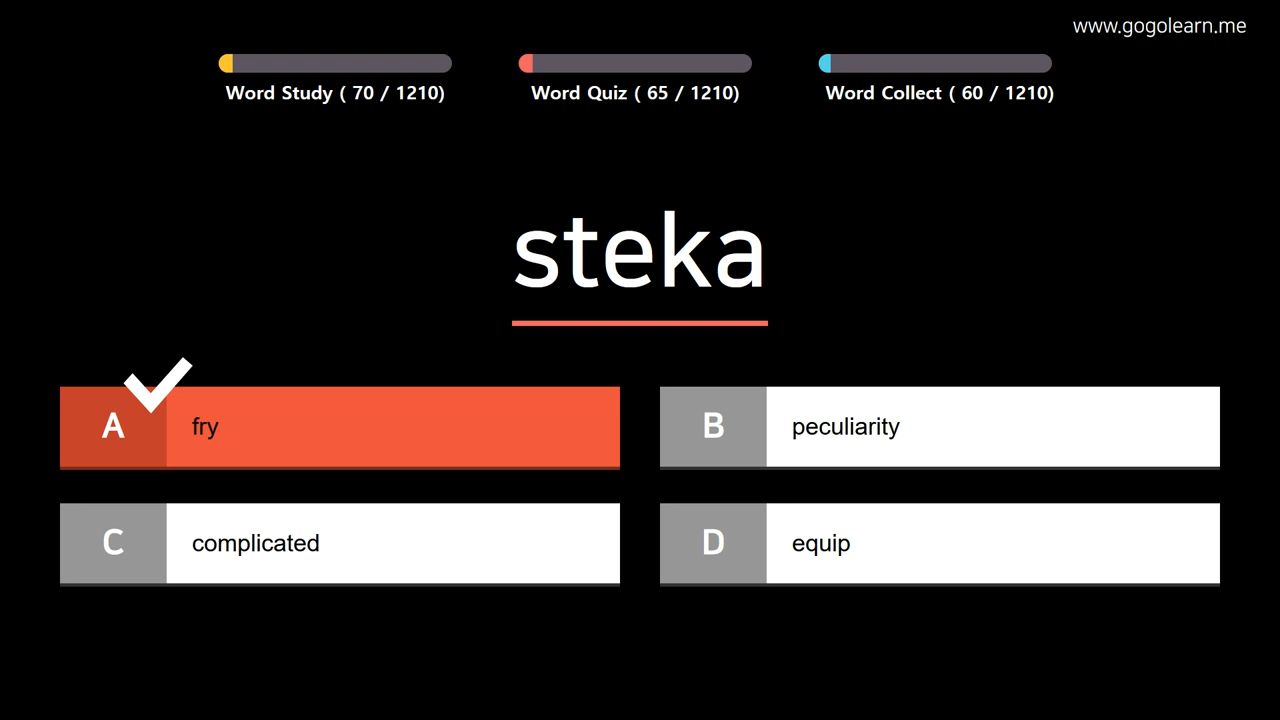 www.gogolearn.me
Word Study ( 70 / 1210)
Word Quiz ( 65 / 1210)
Word Collect ( 60 / 1210)
steka
A fry
B peculiarity
C complicated
D equip